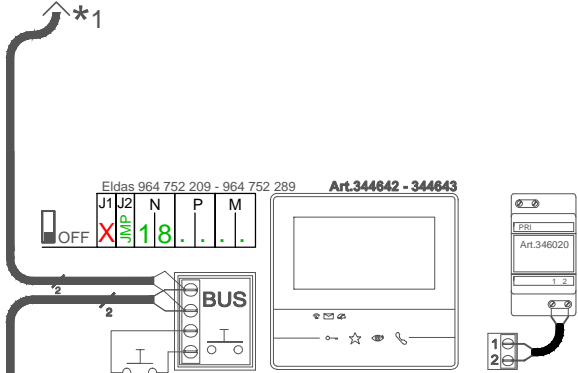 *1
Eldas 964 752 209 - 964 752 289
Art.344642 - 344643
J1 J2 N P M
OFF X JMP 1 8 . . . .
PRI
Art.346020
1 2
2
BUS
2
1
2